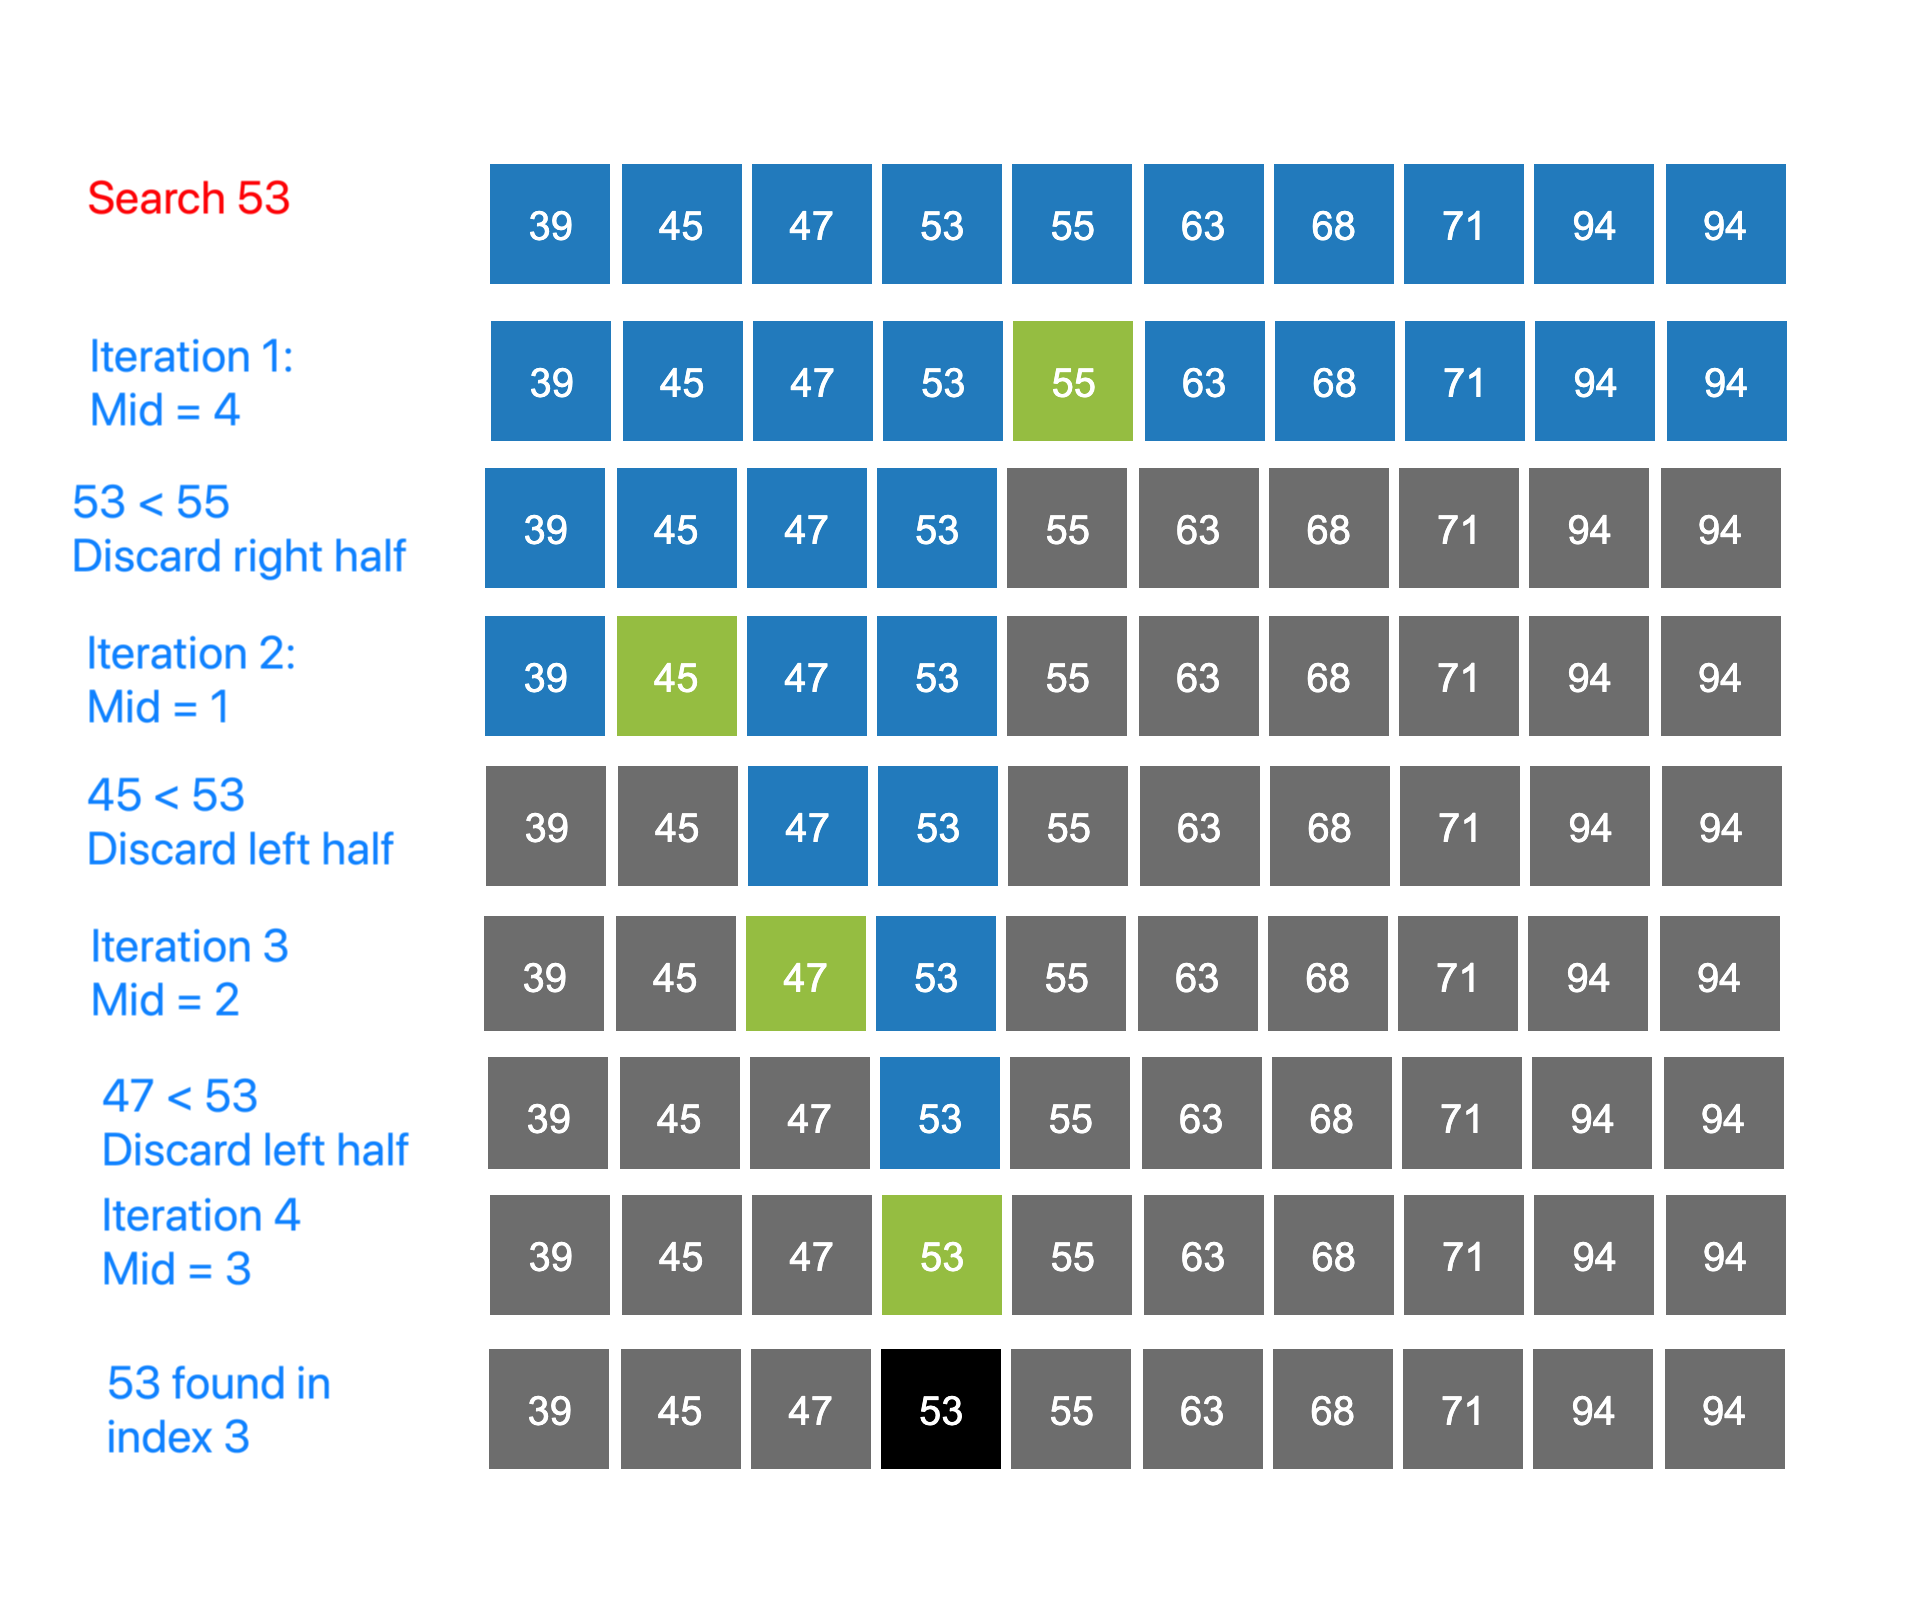 Search 53
39 45 47 53 55 63 68 71 94 94
Iteration 1:
Mid = 4
39 45 47 53 55 63 68 71 94 94
53 < 55
Discard right half
39 45 47 53 55 63 68 71 94 94
Iteration 2:
Mid = 1
39 45 47 53 55 63 68 71 94 94
45 < 53
Discard left half
39 45 47 53 55 63 68 71 94 94
Iteration 3
Mid = 2
39 45 47 53 55 63 68 71 94 94
47 < 53
Discard left half
39 45 47 53 55 63 68 71 94 94
Iteration 4
Mid = 3
39 45 47 53 55 63 68 71 94 94
53 found in
index 3
39 45 47 53 55 63 68 71 94 94